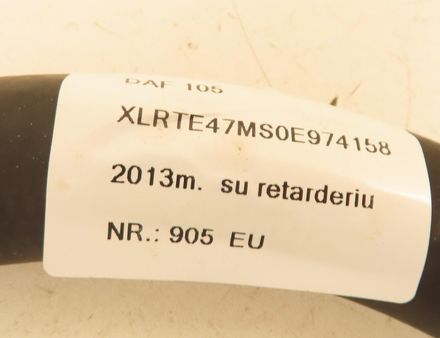 DAF 105
XLRTE47MS0E974158
2013m. su retarderiu
NR.: 905 EU